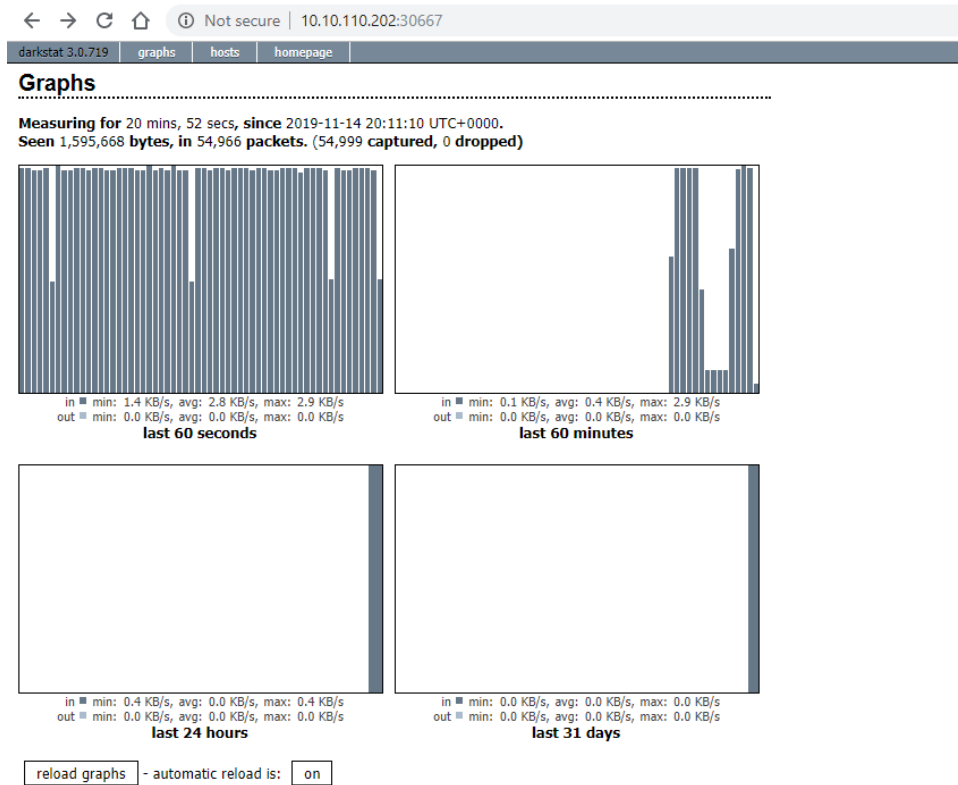 Not secure | 10.10.110.202:30667
darkstat 3.0.719 graphs hosts homepage
Graphs
Measuring for 20 mins, 52 secs, since 2019-11-14 20:11:10 UTC+0000.
Seen 1,595,668 bytes, in 54,966 packets. (54,999 captured, 0 dropped)
in min: 1.4 KB/s, avg: 2.8 KB/s, max: 2.9 KB/s
out min: 0.0 KB/s, avg: 0.0 KB/s, max: 0.0 KB/s
last 60 seconds
in min: 0.1 KB/s, avg: 0.4 KB/s, max: 2.9 KB/s
out min: 0.0 KB/s, avg: 0.0 KB/s, max: 0.0 KB/s
last 60 minutes
in min: 0.4 KB/s, avg: 0.0 KB/s, max: 0.4 KB/s
out min: 0.0 KB/s, avg: 0.0 KB/s, max: 0.0 KB/s
last 24 hours
in min: 0.0 KB/s, avg: 0.0 KB/s, max: 0.0 KB/s
out min: 0.0 KB/s, avg: 0.0 KB/s, max: 0.0 KB/s
last 31 days
reload graphs - automatic reload is: on